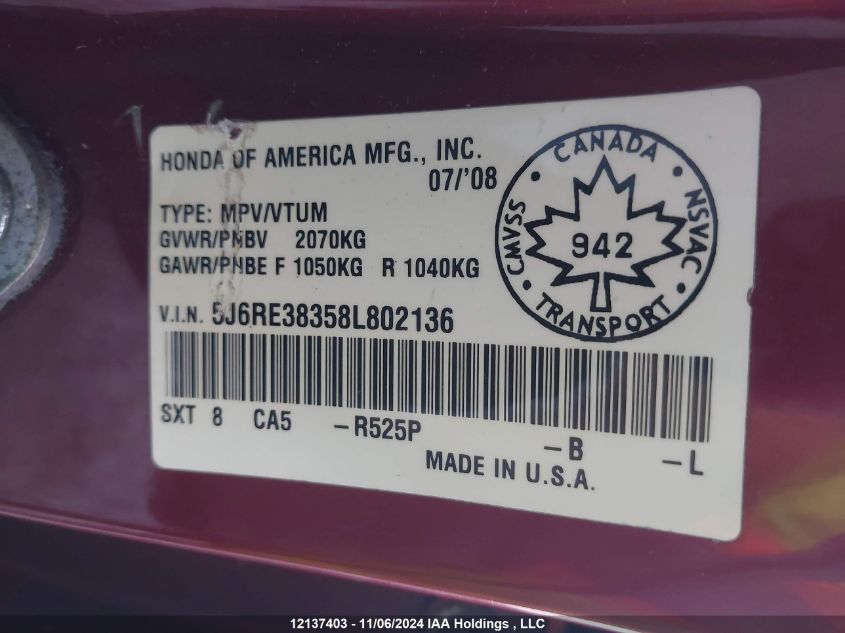 HONDA OF AMERICA MFG., INC.
07/'08
TYPE: MPV/VTUM
GVWR/PNBV 2070KG
GAWR/PNBE F 1050KG R 1040KG
V.I.N. 5J6RE38358L802136
CANADA
CMVSS 942 NSVAC
TRANSPORT
SXT 8 CA5 -R525P -B -L
MADE IN U.S.A.
12137403 - 11/06/2024 IAA Holdings , LLC